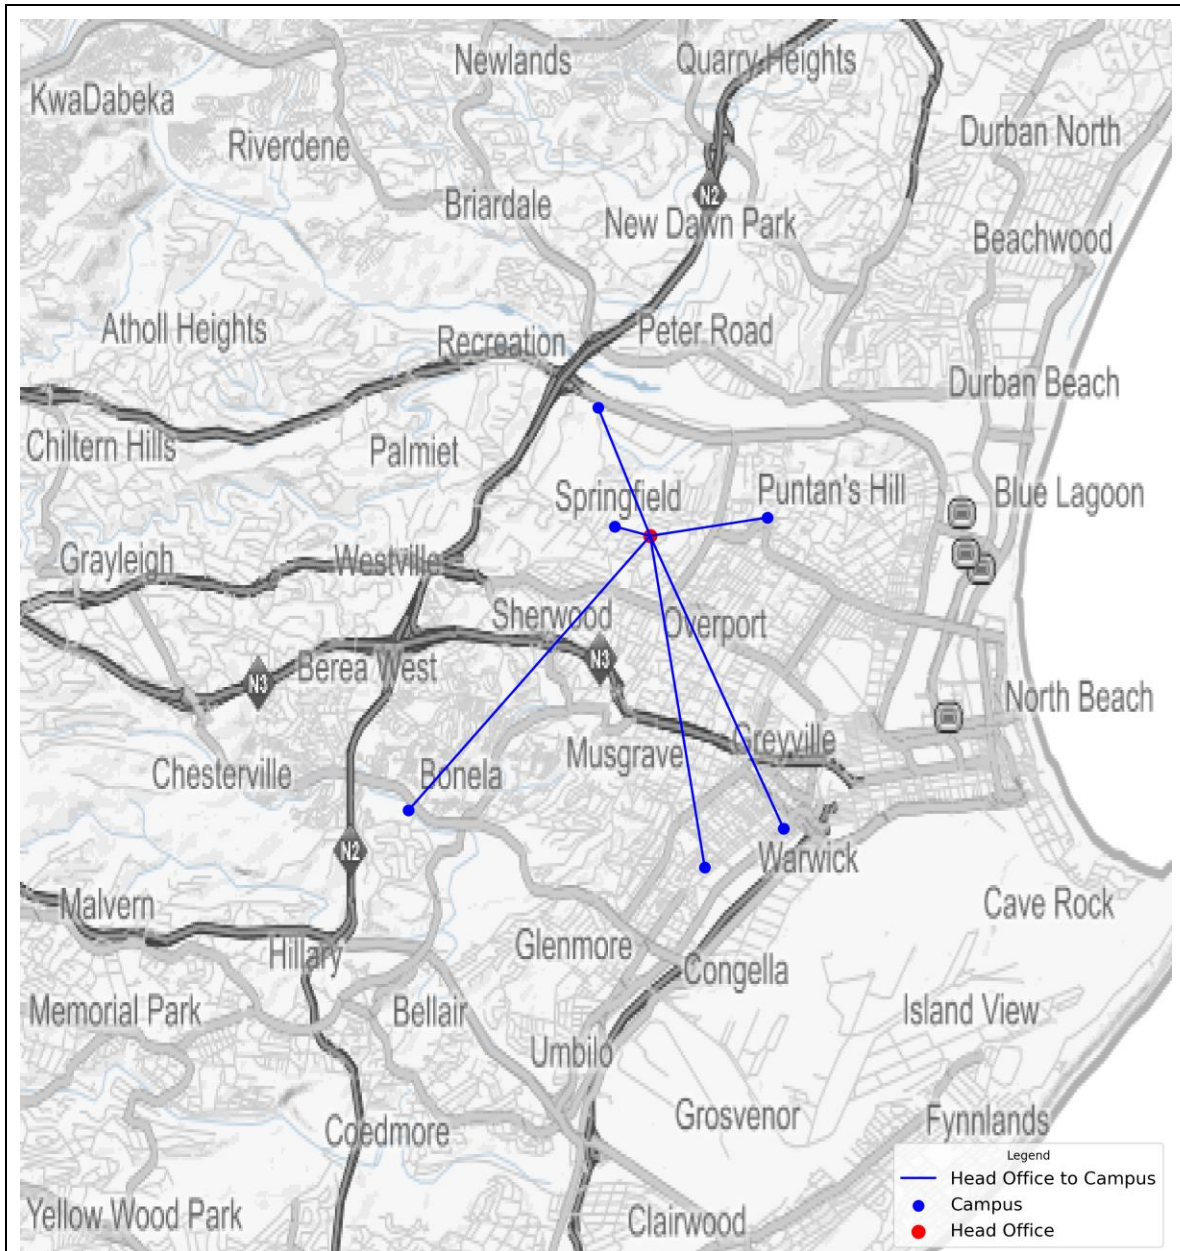 Newlands
Quarry Heights
KwaDabeka
Durban North
Riverdene
Briardale
N2
New Dawn Park
Beachwood
Atholl Heights
Recreation
Peter Road
Durban Beach
Chiltern Hills
Palmiet
Springfield
Puntan's Hill
Blue Lagoon
Grayleigh
Westville
Sherwood
Overport
N3
Berea West
N3
North Beach
Musgrave
Greyville
Chesterville
Bonela
N2
Warwick
Malvern
Cave Rock
Hillary
Glenmore
Congella
Memorial Park
Bellair
Island View
Umbilo
Grosvenor
Fynnlands
Coedmore
Yellow Wood Park
Clairwood
Legend
Head Office to Campus
Campus
Head Office